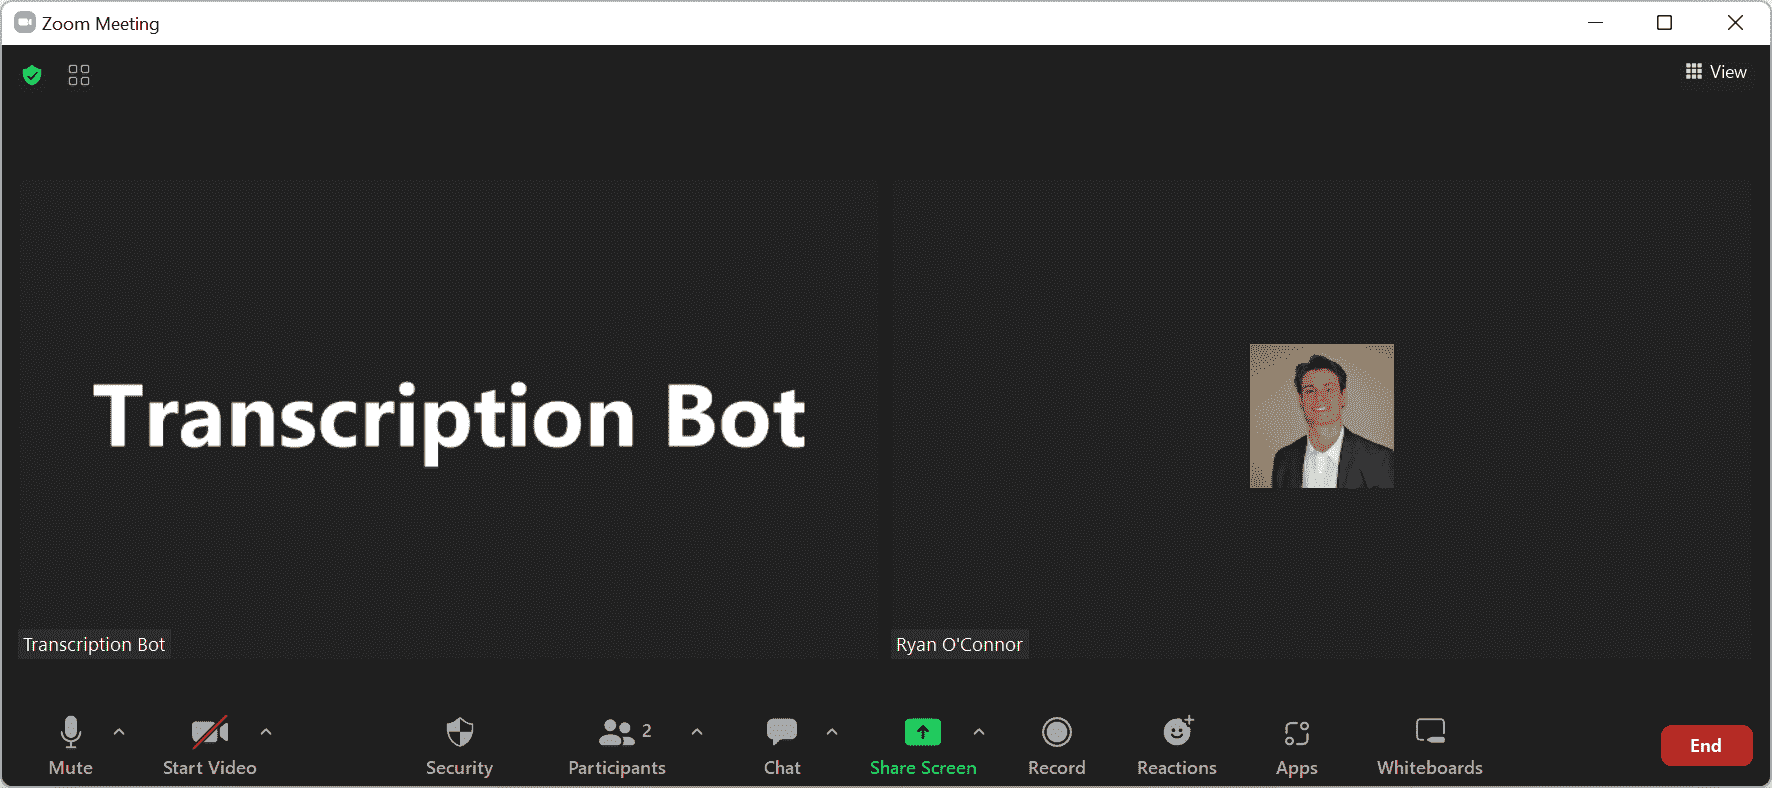 Zoom Meeting
View
Transcription Bot
Transcription Bot
Ryan O'Connor
2
Mute
Start Video
Security
Participants
Chat
Share Screen
Record
Reactions
Apps
Whiteboards
End